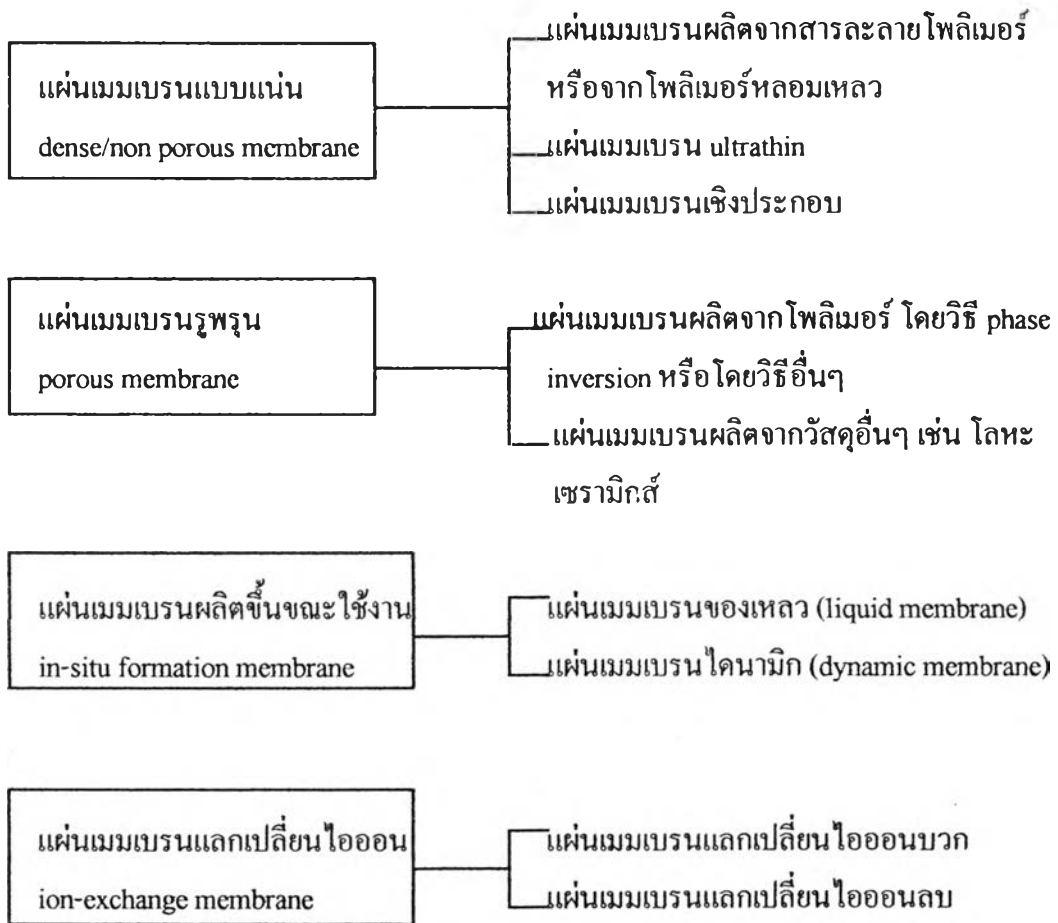 แผ่นเมมเบรนแบบแน่น
dense/non porous membrane
แผ่นเมมเบรนผลิตจากสารละลายโพลิเมอร์
หรือจากโพลิเมอร์หลอมเหลว
แผ่นเมมเบรน ultrathin
แผ่นเมมเบรนเชิงประกอบ
แผ่นเมมเบรนรูพรุน
porous membrane
แผ่นเมมเบรนผลิตจากโพลิเมอร์ โดยวิธี phase
inversion หรือโดยวิธีอื่นๆ
แผ่นเมมเบรนผลิตจากวัสดุอื่นๆ เช่น โลหะ
เซรามิกส์
แผ่นเมมเบรนผลิตขึ้นขณะใช้งาน
in-situ formation membrane
แผ่นเมมเบรนของเหลว (liquid membrane)
แผ่นเมมเบรนไดนามิก (dynamic membrane)
แผ่นเมมเบรนแลกเปลี่ยนไอออน
ion-exchange membrane
แผ่นเมมเบรนแลกเปลี่ยนไอออนบวก
แผ่นเมมเบรนแลกเปลี่ยนไอออนลบ